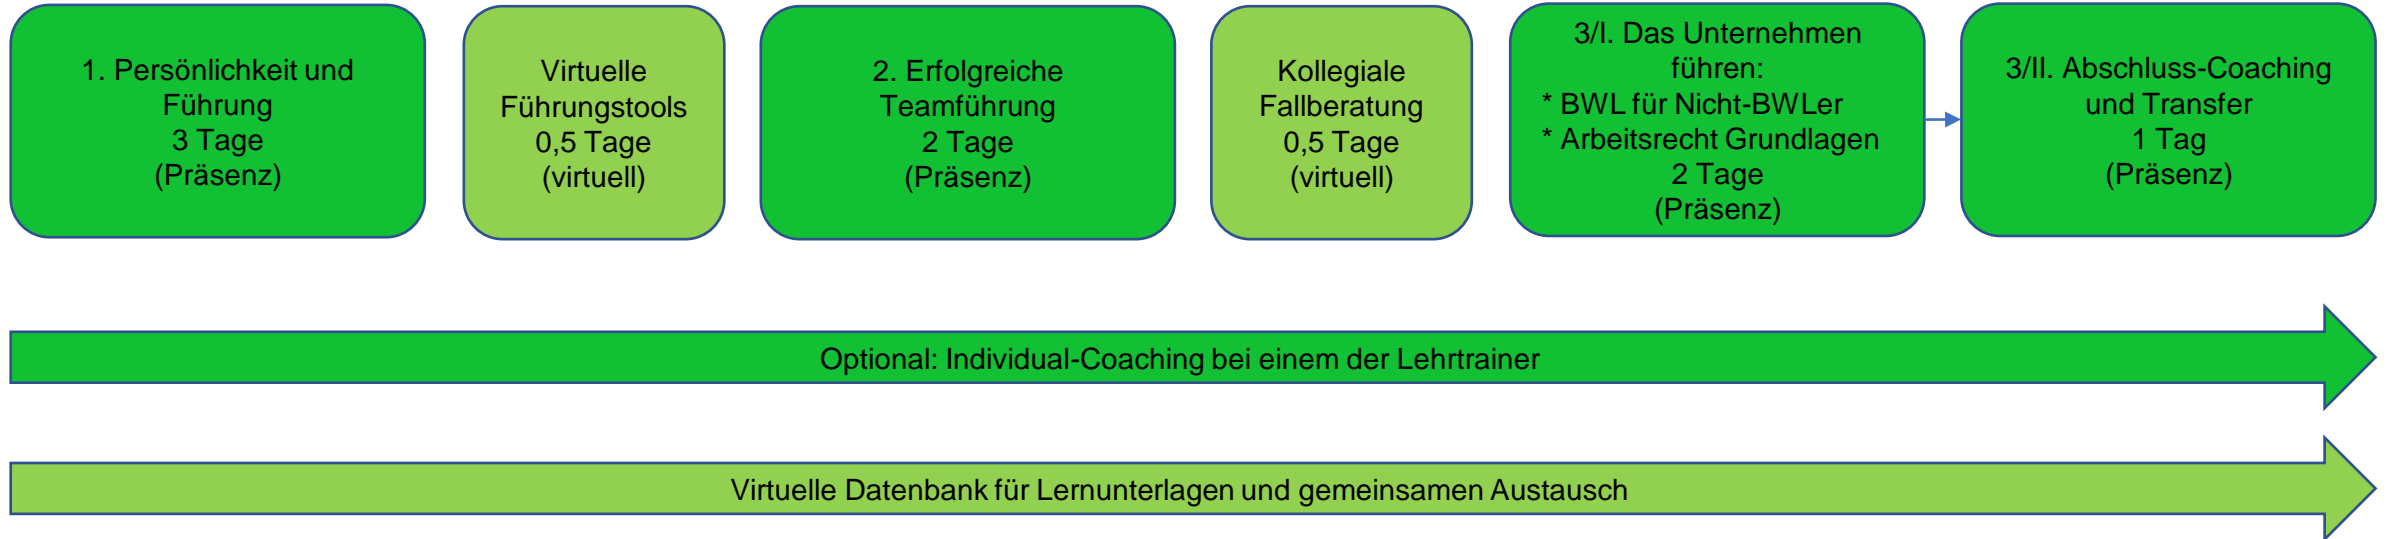 1. Persönlichkeit und
Führung
3 Tage
(Präsenz)
Virtuelle
Führungstools
0,5 Tage
(virtuell)
2. Erfolgreiche
Teamführung
2 Tage
(Präsenz)
Kollegiale
Fallberatung
0,5 Tage
(virtuell)
3/I. Das Unternehmen
führen:
* BWL für Nicht-BWLer
* Arbeitsrecht Grundlagen
2 Tage
(Präsenz)
3/II. Abschluss-Coaching
und Transfer
1 Tag
(Präsenz)
Optional: Individual-Coaching bei einem der Lehrtrainer
Virtuelle Datenbank für Lernunterlagen und gemeinsamen Austausch